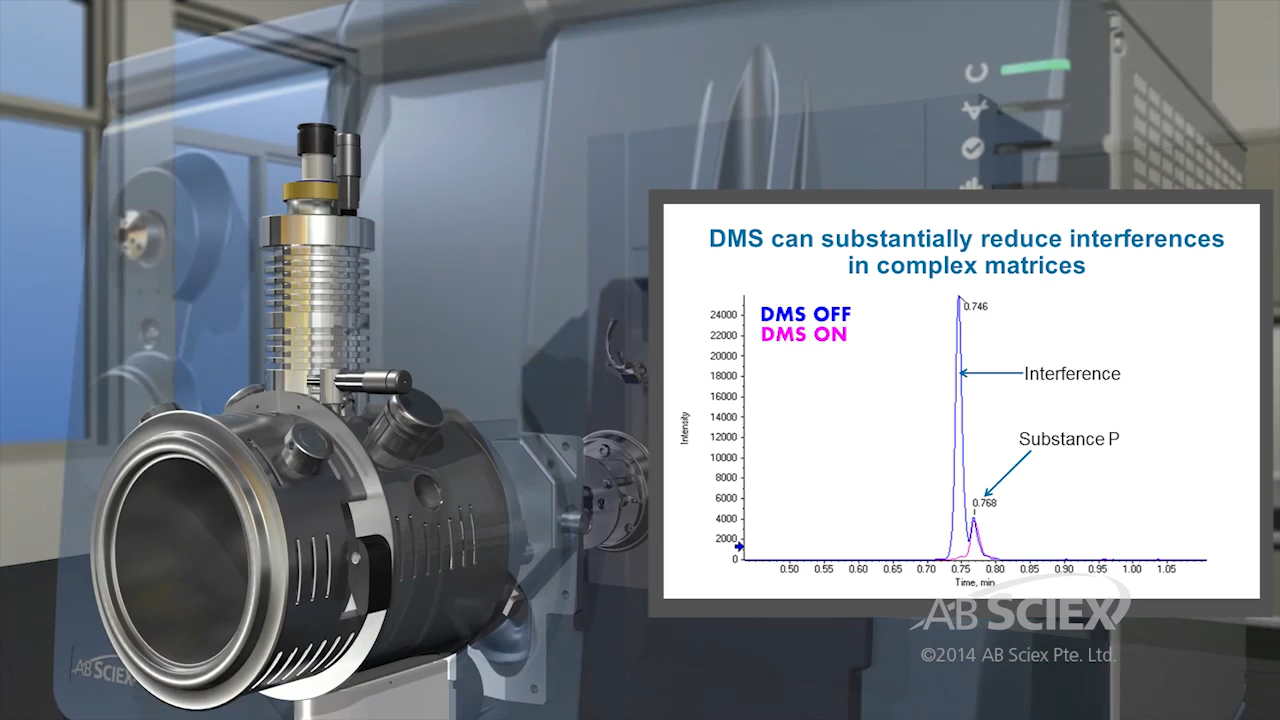 DMS can substantially reduce interferences
in complex matrices
DMS OFF
DMS ON
24000
22000
20000
18000
16000
14000
12000
10000
8000
6000
4000
2000
0
Intensity
0.746
Interference
Substance P
0.768
0.50 0.55 0.60 0.65 0.70 0.75 0.80 0.85 0.90 0.95 1.00 1.05
Time, min
AB SCIEX
©2014 AB Sciex Pte. Ltd.
AB SCIEX